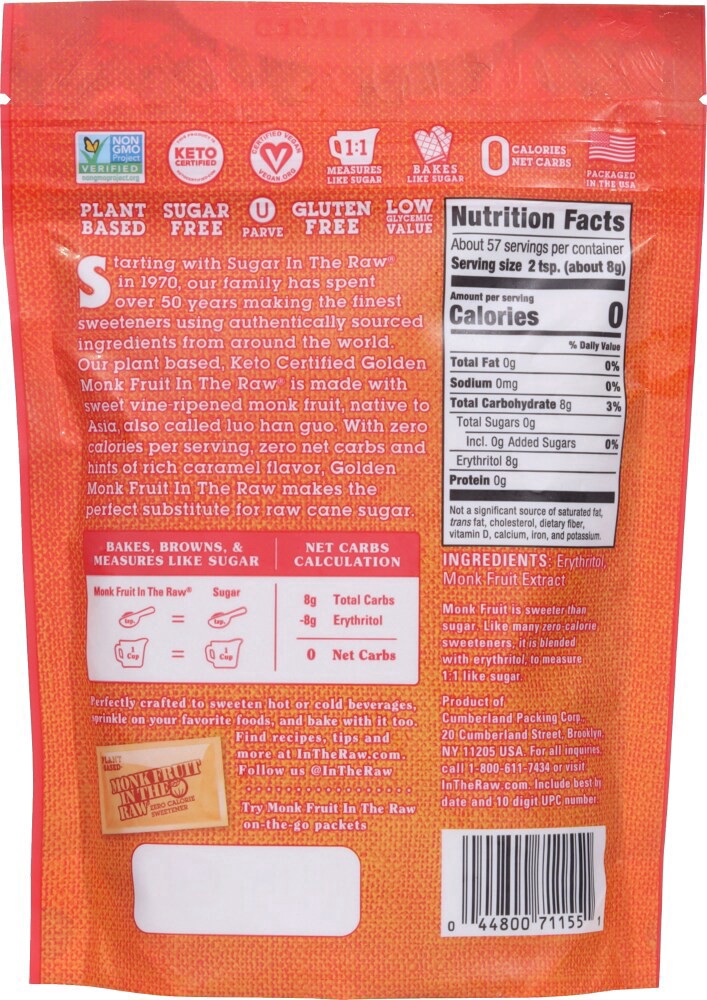 PLANT BASED
NON
GMO
Project
VERIFIED
nongmoproject.org
KETO
CERTIFIED
CERTIFIED VEGAN
VEGAN.ORG
1:1
MEASURES
LIKE SUGAR
BAKES
LIKE SUGAR
0 CALORIES
NET CARBS
PACKAGED
IN THE USA
PLANT
BASED
SUGAR
FREE
U
PARVE
GLUTEN
FREE
LOW
GLYCEMIC
VALUE
Starting with Sugar In The Raw®
in 1970, our family has spent
over 50 years making the finest
sweeteners using authentically sourced
ingredients from around the world.
Our plant based, Keto Certified Golden
Monk Fruit In The Raw® is made with
sweet vine-ripened monk fruit, native to
Asia, also called luo han guo. With zero
calories per serving, zero net carbs and
hints of rich caramel flavor, Golden
Monk Fruit In The Raw makes the
perfect substitute for raw cane sugar.
Nutrition Facts
About 57 servings per container
Serving size 2 tsp. (about 8g)
Amount per serving
Calories 0
% Daily Value
Total Fat 0g 0%
Sodium 0mg 0%
Total Carbohydrate 8g 3%
Total Sugars 0g
Incl. 0g Added Sugars 0%
Erythritol 8g
Protein 0g
Not a significant source of saturated fat,
trans fat, cholesterol, dietary fiber,
vitamin D, calcium, iron, and potassium.
INGREDIENTS: Erythritol,
Monk Fruit Extract
Monk Fruit is sweeter than
sugar. Like many zero-calorie
sweeteners, it is blended
with erythritol, to measure
1:1 like sugar.
Product of
Cumberland Packing Corp.,
20 Cumberland Street, Brooklyn,
NY 11205 USA. For all inquiries,
call 1-800-611-7434 or visit
InTheRaw.com. Include best by
date and 10 digit UPC number.
BAKES, BROWNS, &
MEASURES LIKE SUGAR
NET CARBS
CALCULATION
Monk Fruit In The Raw® Sugar
tsp. = tsp.
1 Cup = 1 Cup
8g Total Carbs
-8g Erythritol
0 Net Carbs
Perfectly crafted to sweeten hot or cold beverages,
sprinkle on your favorite foods, and bake with it too.
Find recipes, tips and
more at InTheRaw.com.
Follow us @InTheRaw
Try Monk Fruit In The Raw
on-the-go packets
PLANT
BASED
MONK FRUIT
IN THE
RAW
ZERO CALORIE
SWEETENER
0 44800 71155 1